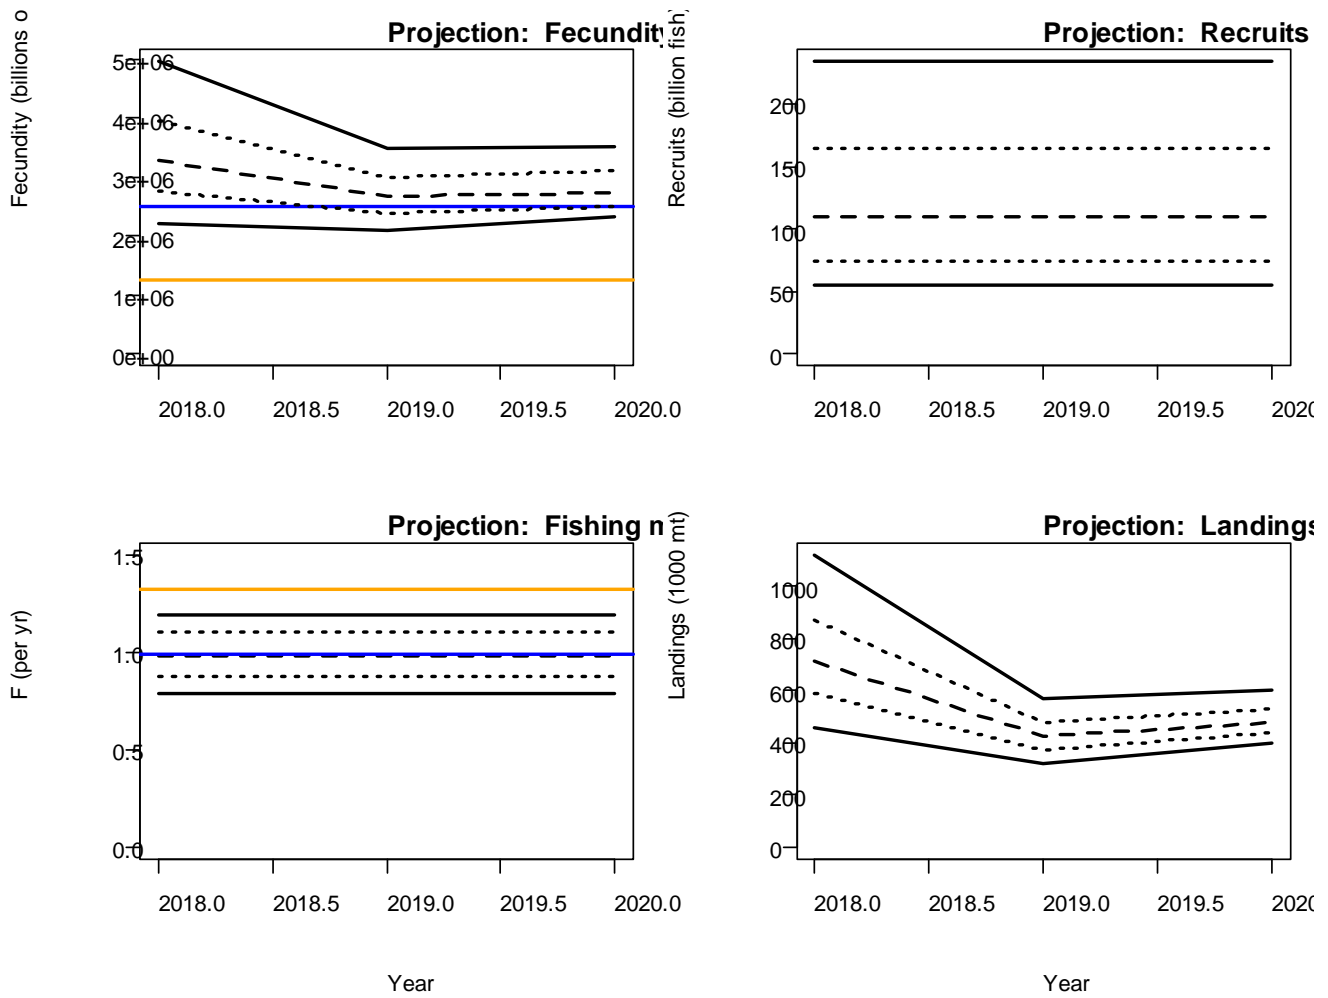 Projection: Fecundity
Fecundity (billions o
5e+06
4e+06
3e+06
2e+06
1e+06
0e+00
2018.0 2018.5 2019.0 2019.5 2020.0
Projection: Recruits
Recruits (billion fish)
200
150
100
50
0
2018.0 2018.5 2019.0 2019.5 2020
Projection: Fishing m
F (per yr)
1.5
1.0
0.5
0.0
2018.0 2018.5 2019.0 2019.5 2020.0
Year
Projection: Landings
Landings (1000 mt)
1000
800
600
400
200
0
2018.0 2018.5 2019.0 2019.5 2020
Year